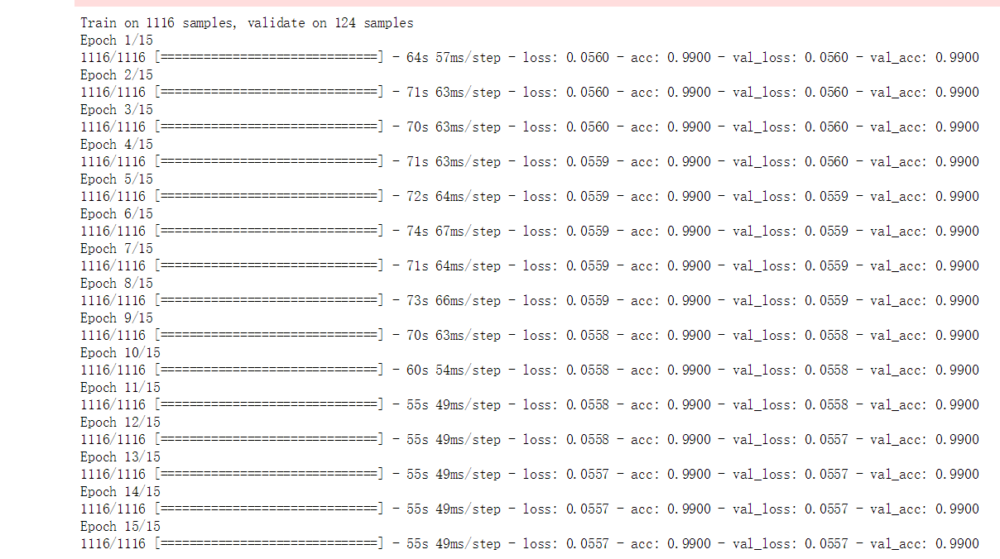 Train on 1116 samples, validate on 124 samples
Epoch 1/15
1116/1116 [==============================] - 64s 57ms/step - loss: 0.0560 - acc: 0.9900 - val_loss: 0.0560 - val_acc: 0.9900
Epoch 2/15
1116/1116 [==============================] - 71s 63ms/step - loss: 0.0560 - acc: 0.9900 - val_loss: 0.0560 - val_acc: 0.9900
Epoch 3/15
1116/1116 [==============================] - 70s 63ms/step - loss: 0.0560 - acc: 0.9900 - val_loss: 0.0560 - val_acc: 0.9900
Epoch 4/15
1116/1116 [==============================] - 71s 63ms/step - loss: 0.0559 - acc: 0.9900 - val_loss: 0.0560 - val_acc: 0.9900
Epoch 5/15
1116/1116 [==============================] - 72s 64ms/step - loss: 0.0559 - acc: 0.9900 - val_loss: 0.0559 - val_acc: 0.9900
Epoch 6/15
1116/1116 [==============================] - 74s 67ms/step - loss: 0.0559 - acc: 0.9900 - val_loss: 0.0559 - val_acc: 0.9900
Epoch 7/15
1116/1116 [==============================] - 71s 64ms/step - loss: 0.0559 - acc: 0.9900 - val_loss: 0.0559 - val_acc: 0.9900
Epoch 8/15
1116/1116 [==============================] - 73s 66ms/step - loss: 0.0559 - acc: 0.9900 - val_loss: 0.0559 - val_acc: 0.9900
Epoch 9/15
1116/1116 [==============================] - 70s 63ms/step - loss: 0.0558 - acc: 0.9900 - val_loss: 0.0558 - val_acc: 0.9900
Epoch 10/15
1116/1116 [==============================] - 60s 54ms/step - loss: 0.0558 - acc: 0.9900 - val_loss: 0.0558 - val_acc: 0.9900
Epoch 11/15
1116/1116 [==============================] - 55s 49ms/step - loss: 0.0558 - acc: 0.9900 - val_loss: 0.0558 - val_acc: 0.9900
Epoch 12/15
1116/1116 [==============================] - 55s 49ms/step - loss: 0.0558 - acc: 0.9900 - val_loss: 0.0557 - val_acc: 0.9900
Epoch 13/15
1116/1116 [==============================] - 55s 49ms/step - loss: 0.0557 - acc: 0.9900 - val_loss: 0.0557 - val_acc: 0.9900
Epoch 14/15
1116/1116 [==============================] - 55s 49ms/step - loss: 0.0557 - acc: 0.9900 - val_loss: 0.0557 - val_acc: 0.9900
Epoch 15/15
1116/1116 [==============================] - 55s 49ms/step - loss: 0.0557 - acc: 0.9900 - val_loss: 0.0557 - val_acc: 0.9900